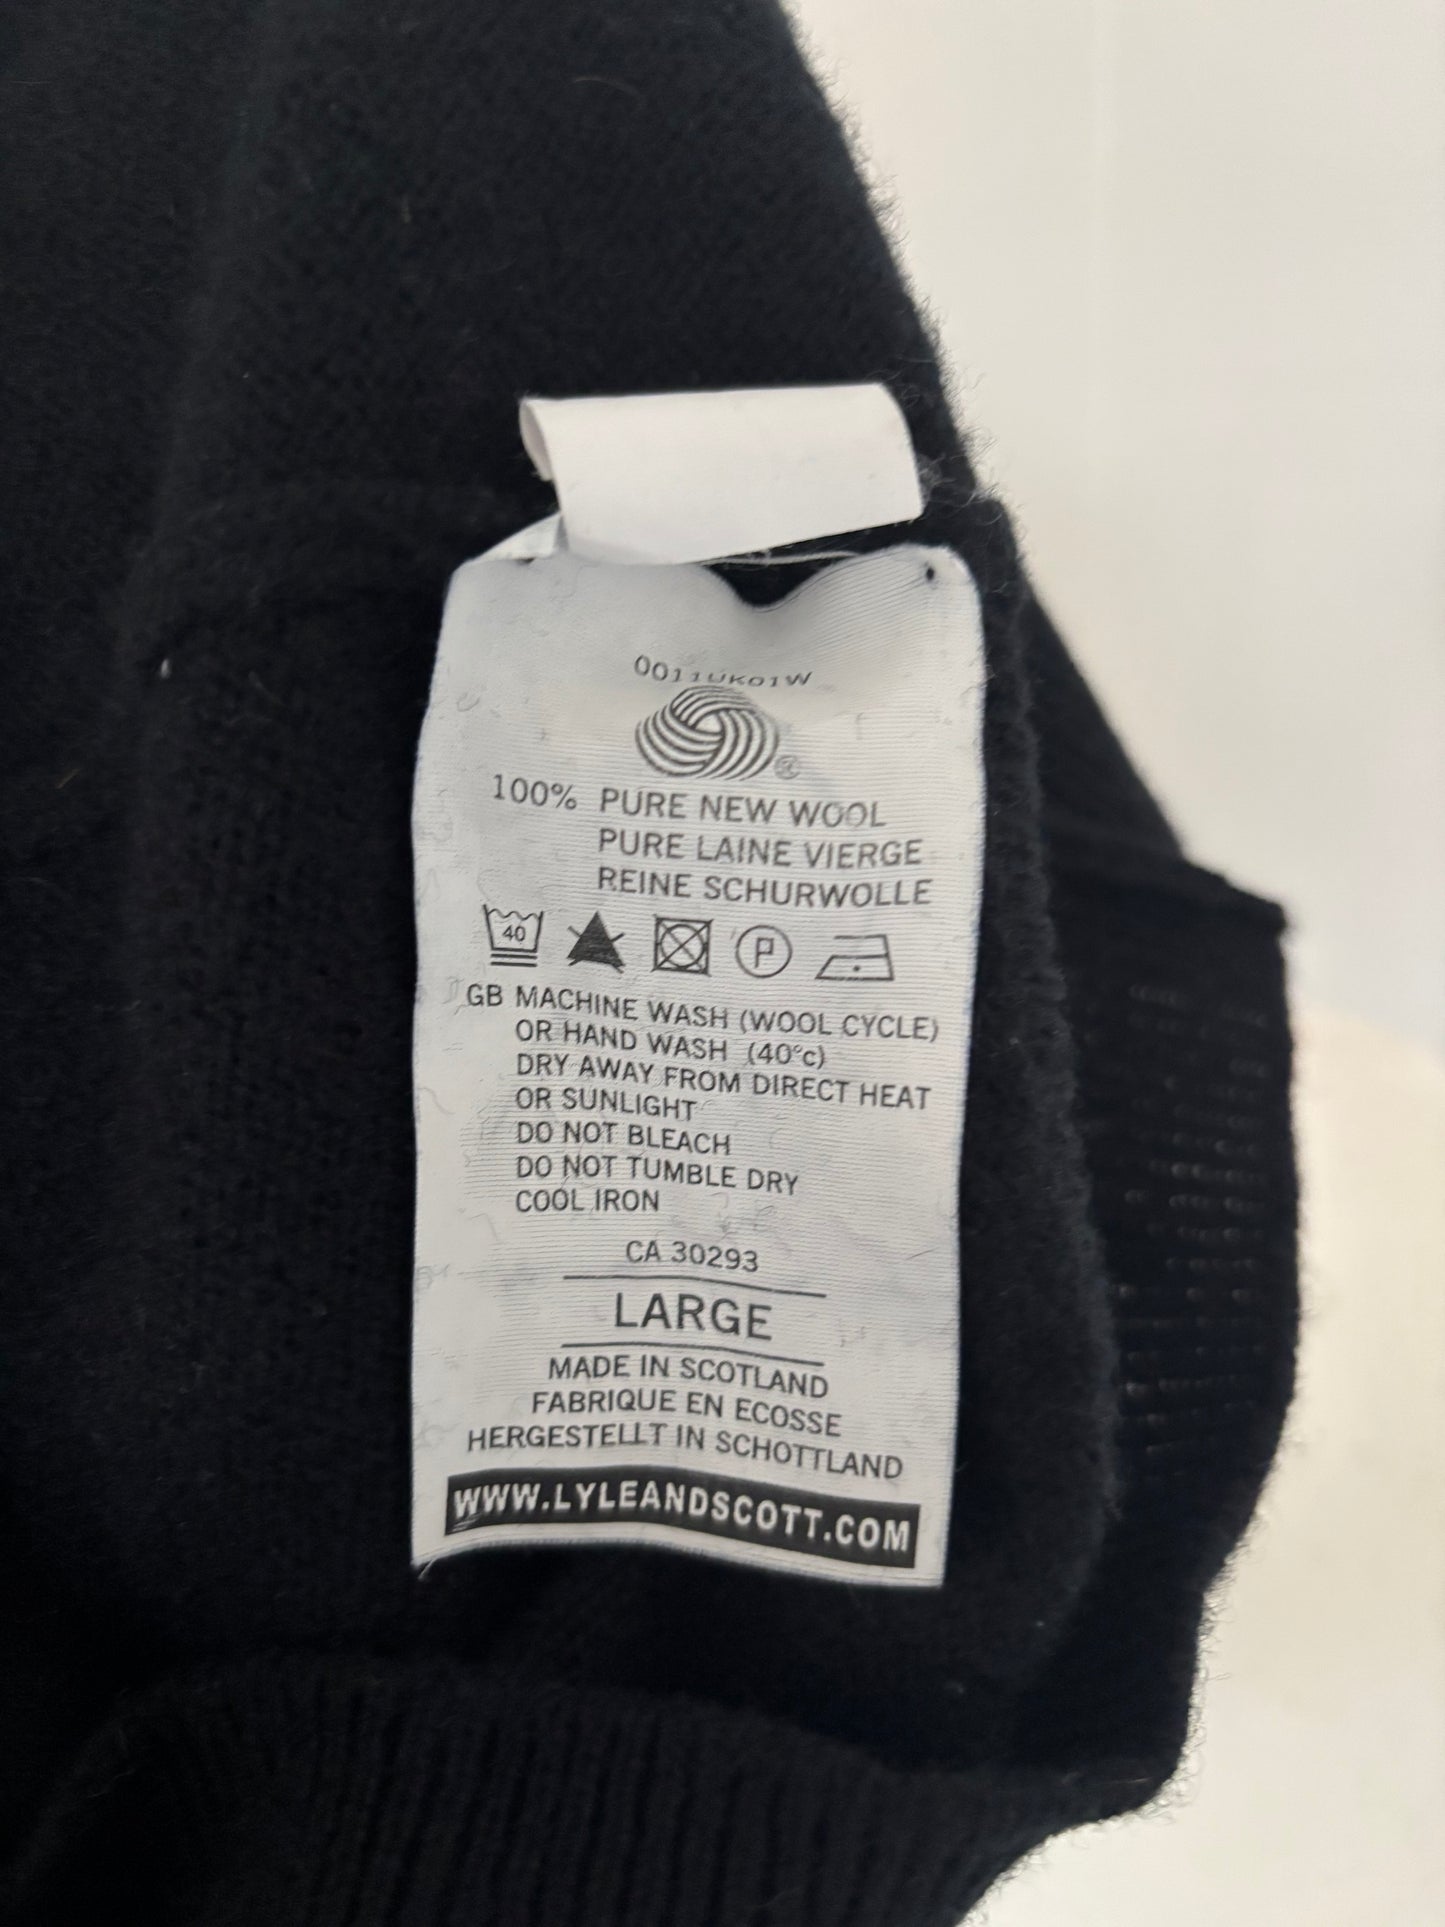 0011UK01W
®
100% PURE NEW WOOL
PURE LAINE VIERGE
REINE SCHURWOLLE
40 P
GB MACHINE WASH (WOOL CYCLE)
OR HAND WASH (40°c)
DRY AWAY FROM DIRECT HEAT
OR SUNLIGHT
DO NOT BLEACH
DO NOT TUMBLE DRY
COOL IRON
CA 30293
LARGE
MADE IN SCOTLAND
FABRIQUE EN ECOSSE
HERGESTELLT IN SCHOTTLAND
WWW.LYLEANDSCOTT.COM